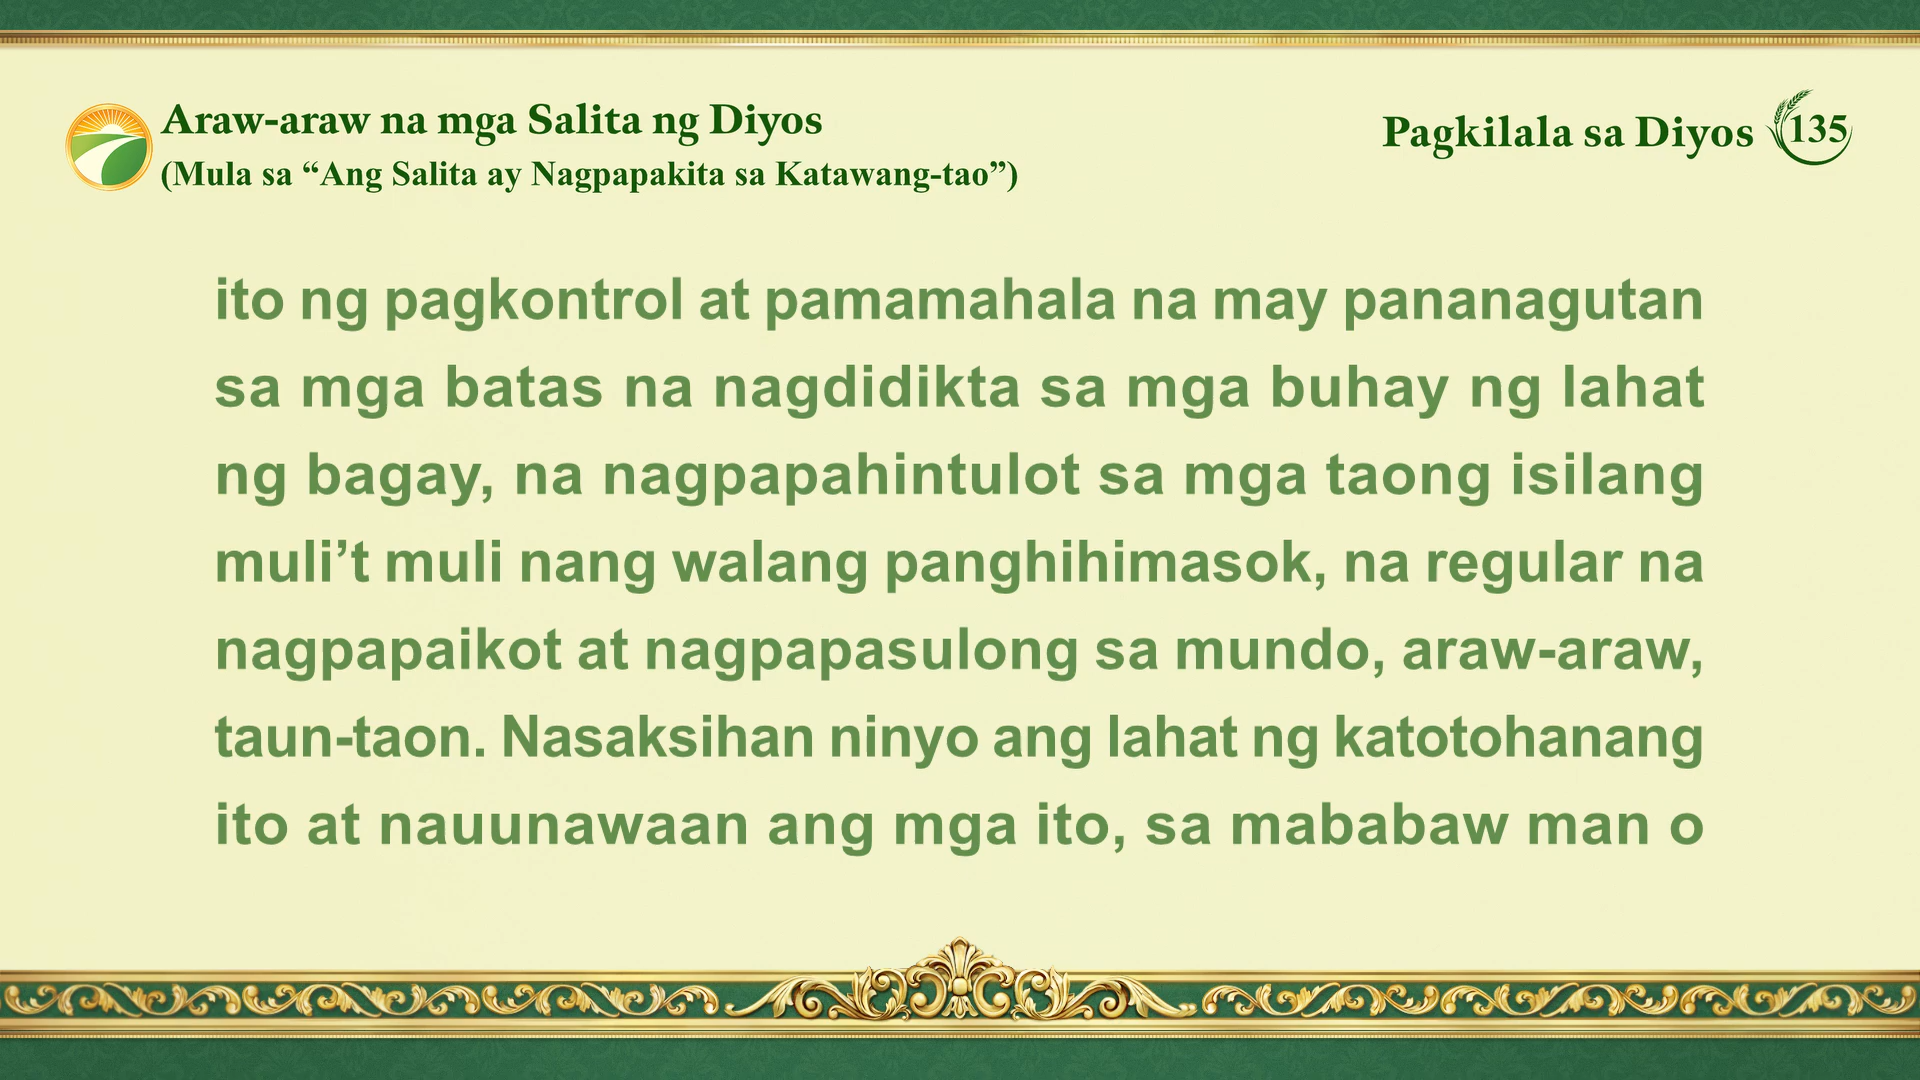 Araw-araw na mga Salita ng Diyos
(Mula sa “Ang Salita ay Nagpapakita sa Katawang-tao”)
Pagkilala sa Diyos 135
ito ng pagkontrol at pamamahala na may pananagutan
sa mga batas na nagdidikta sa mga buhay ng lahat
ng bagay, na nagpapahintulot sa mga taong isilang
muli’t muli nang walang panghihimasok, na regular na
nagpapaikot at nagpapasulong sa mundo, araw-araw,
taun-taon. Nasaksihan ninyo ang lahat ng katotohanang
ito at nauunawaan ang mga ito, sa mababaw man o